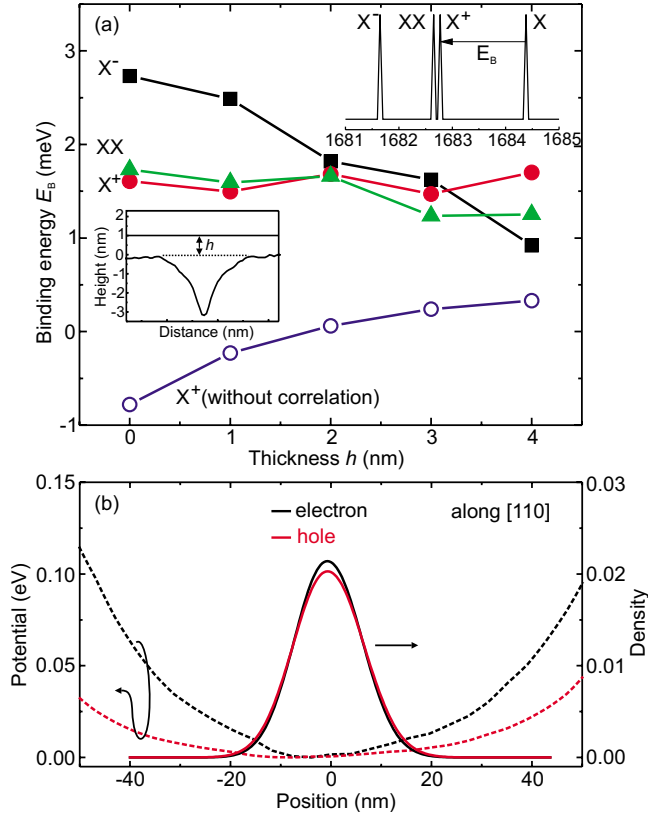 (a)
X⁻ XX X⁺ X
E_B
1681 1682 1683 1684 1685
X⁻
XX
X⁺
3
2
1
0
-1
Binding energy E_B (meV)
2
1
0
-1
-2
-3
Height (nm)
h
Distance (nm)
X⁺(without correlation)
0 1 2 3 4
Thickness h (nm)
(b)
electron
hole
along [110]
0.15
0.10
0.05
0.00
Potential (eV)
0.03
0.02
0.01
0.00
Density
-40 -20 0 20 40
Position (nm)